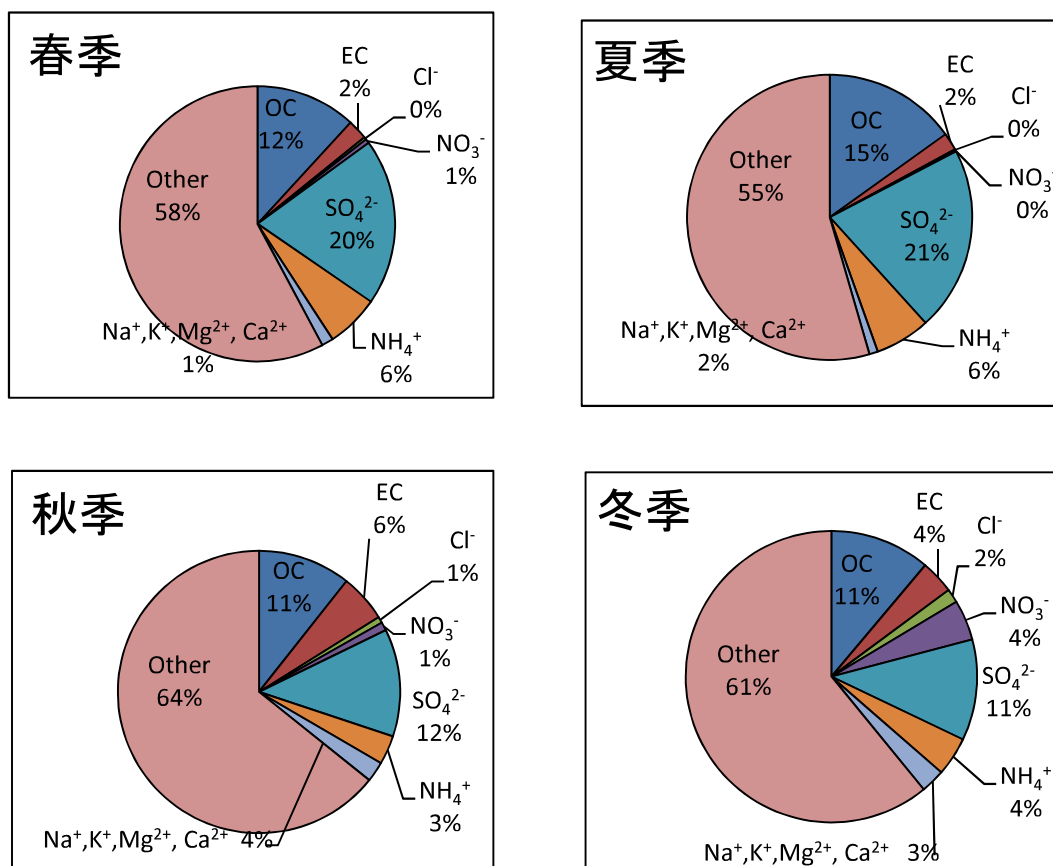 春季
EC
2%
Cl⁻
0%
OC
12%
NO₃⁻
1%
Other
58%
SO₄²⁻
20%
Na⁺,K⁺,Mg²⁺, Ca²⁺
1%
NH₄⁺
6%
夏季
EC
2%
Cl⁻
0%
OC
15%
NO₃⁻
0%
Other
55%
SO₄²⁻
21%
Na⁺,K⁺,Mg²⁺, Ca²⁺
2%
NH₄⁺
6%
秋季
EC
6%
Cl⁻
1%
OC
11%
NO₃⁻
1%
Other
64%
SO₄²⁻
12%
NH₄⁺
3%
Na⁺,K⁺,Mg²⁺, Ca²⁺ 4%
冬季
EC
4%
Cl⁻
2%
OC
11%
NO₃⁻
4%
Other
61%
SO₄²⁻
11%
NH₄⁺
4%
Na⁺,K⁺,Mg²⁺, Ca²⁺ 3%